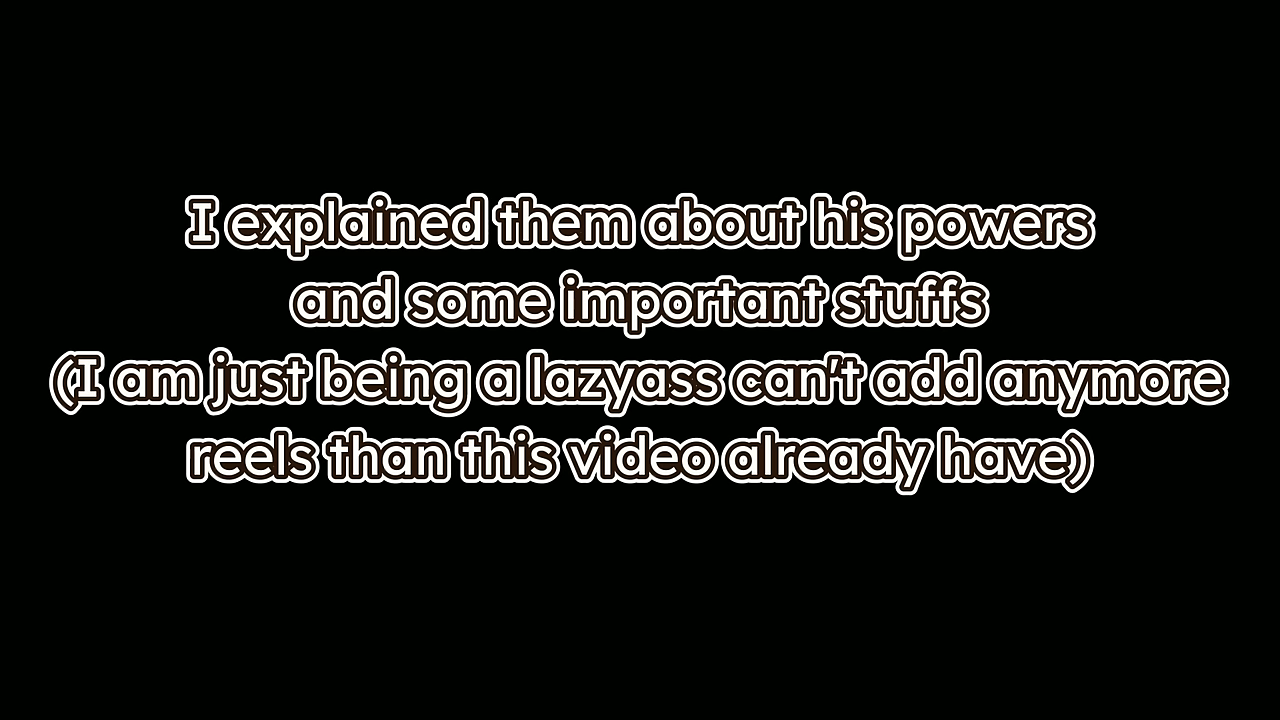 I explained them about his powers
and some important stuffs
(I am just being a lazyass can't add anymore
reels than this video already have)